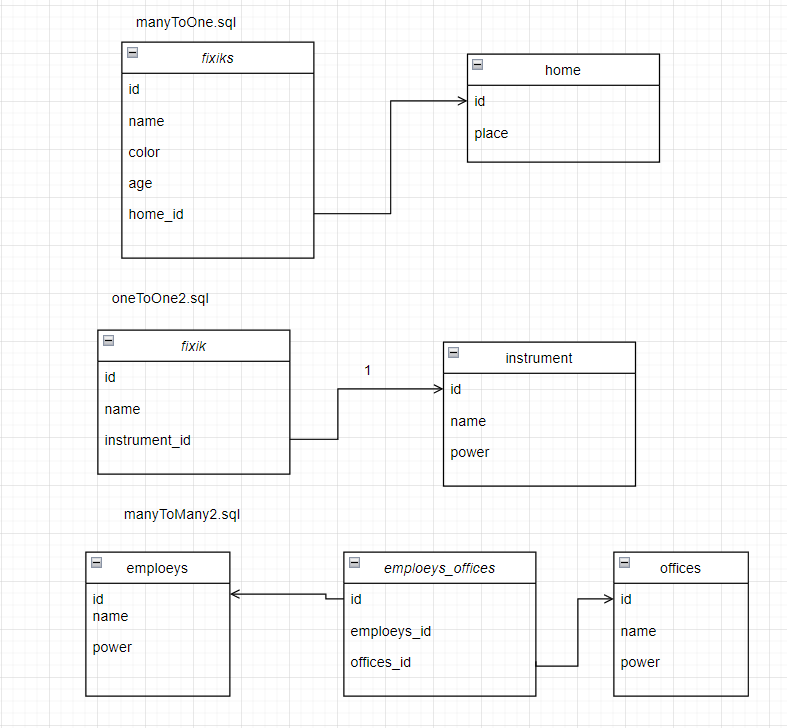 manyToOne.sql
fixiks
id
name
color
age
home_id
home
id
place
oneToOne2.sql
fixik
id
name
instrument_id
1
instrument
id
name
power
manyToMany2.sql
emploeys
id
name
power
emploeys_offices
id
emploeys_id
offices_id
offices
id
name
power